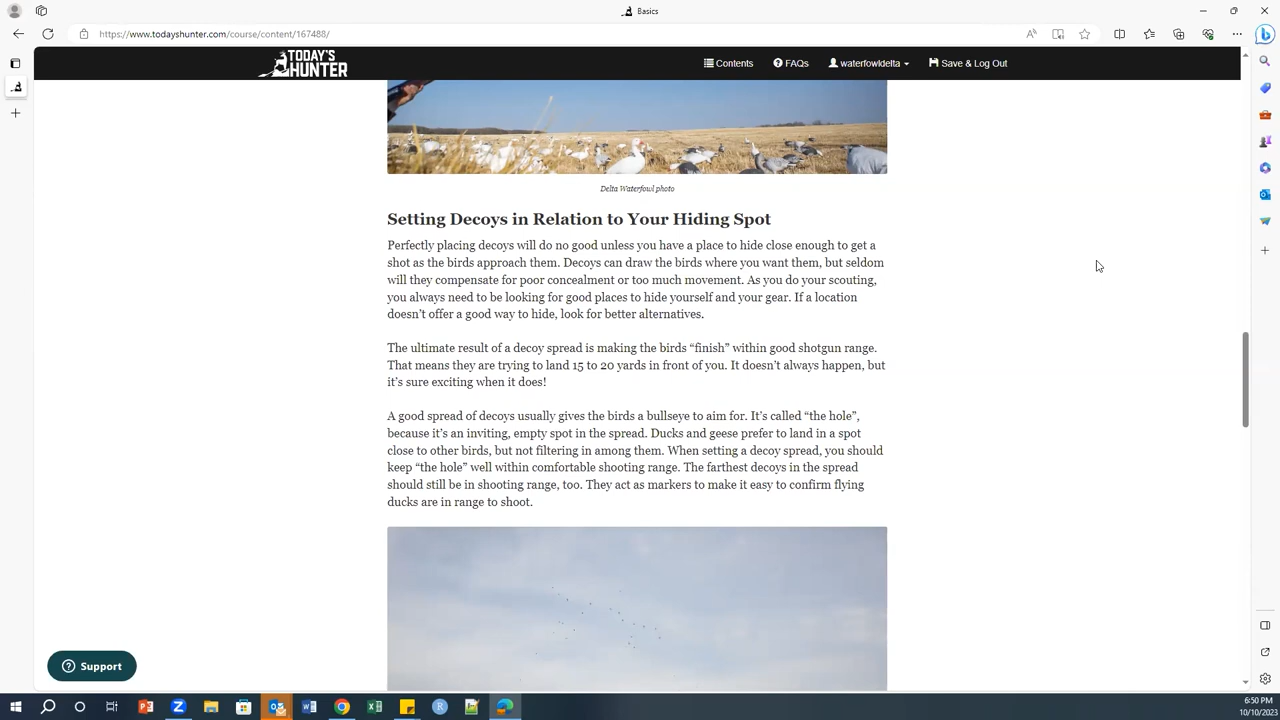 Basics
https://www.todayshunter.com/course/content/167488/
TODAY'S
HUNTER
Contents
FAQs
waterfowldelta
Save & Log Out
Delta Waterfowl photo
Setting Decoys in Relation to Your Hiding Spot
Perfectly placing decoys will do no good unless you have a place to hide close enough to get a
shot as the birds approach them. Decoys can draw the birds where you want them, but seldom
will they compensate for poor concealment or too much movement. As you do your scouting,
you always need to be looking for good places to hide yourself and your gear. If a location
doesn’t offer a good way to hide, look for better alternatives.
The ultimate result of a decoy spread is making the birds “finish” within good shotgun range.
That means they are trying to land 15 to 20 yards in front of you. It doesn’t always happen, but
it’s sure exciting when it does!
A good spread of decoys usually gives the birds a bullseye to aim for. It’s called “the hole”,
because it’s an inviting, empty spot in the spread. Ducks and geese prefer to land in a spot
close to other birds, but not filtering in among them. When setting a decoy spread, you should
keep “the hole” well within comfortable shooting range. The farthest decoys in the spread
should still be in shooting range, too. They act as markers to make it easy to confirm flying
ducks are in range to shoot.
Support
6:50 PM
10/10/2023